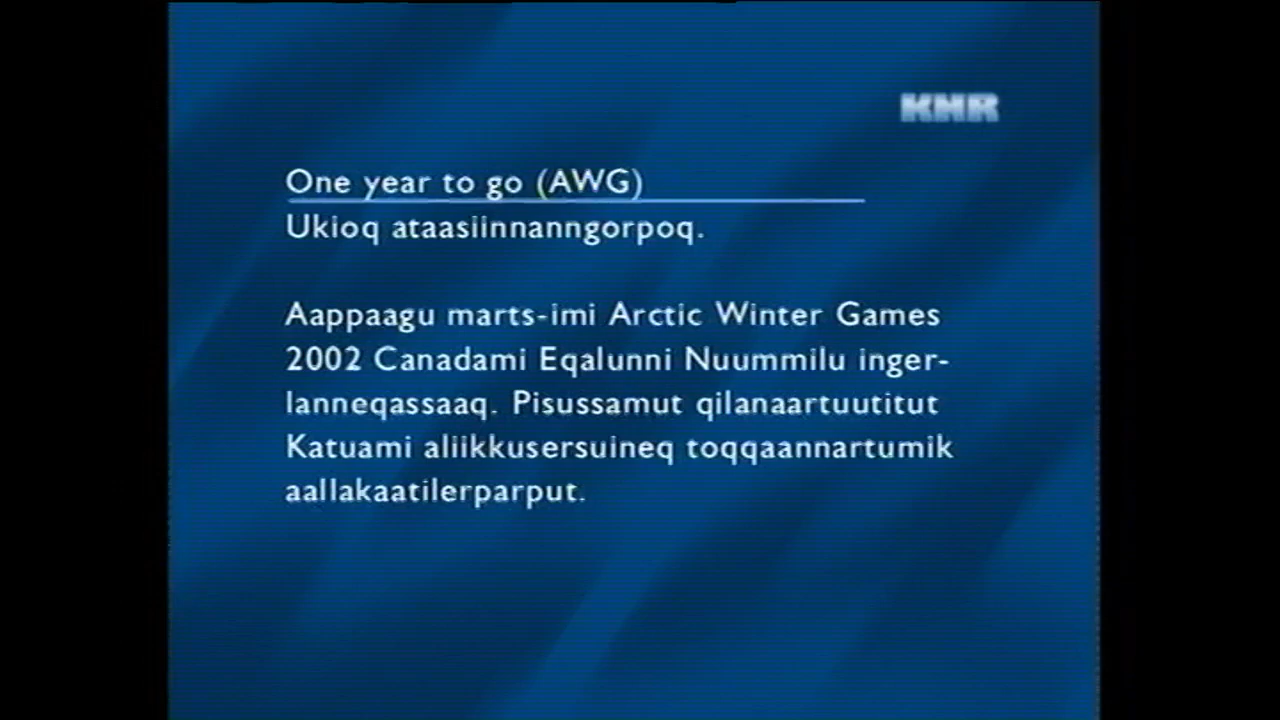 KNR
One year to go (AWG)
Ukioq ataasiinnanngorpoq.
Aappaagu marts-imi Arctic Winter Games
2002 Canadami Eqalunni Nuummilu inger-
lanneqassaaq. Pisussamut qilanaartuutitut
Katuami aliikkusersuineq toqqaannartumik
aallakaatilerparput.